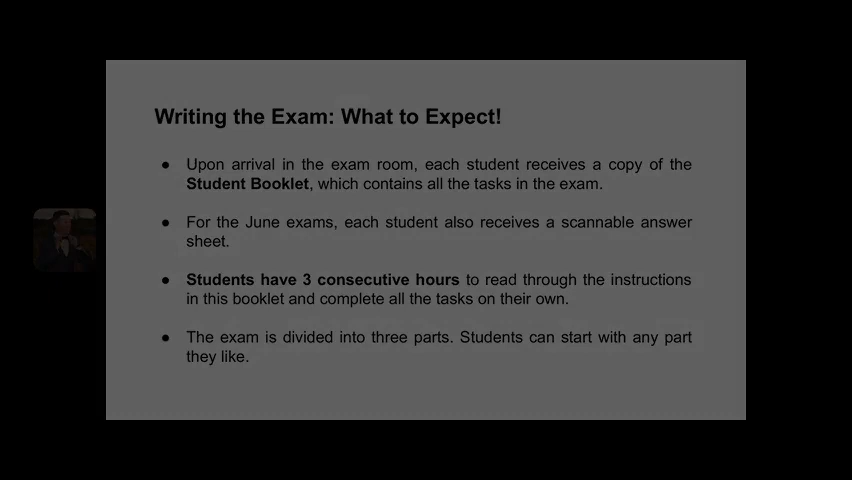 Writing the Exam: What to Expect!
● Upon arrival in the exam room, each student receives a copy of the
Student Booklet, which contains all the tasks in the exam.
● For the June exams, each student also receives a scannable answer
sheet.
● Students have 3 consecutive hours to read through the instructions
in this booklet and complete all the tasks on their own.
● The exam is divided into three parts. Students can start with any part
they like.